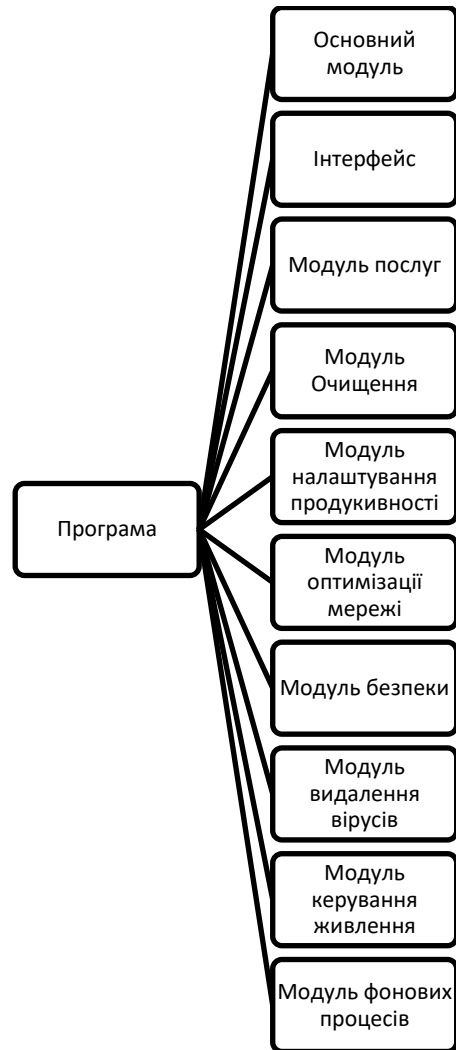 Основний
модуль
Інтерфейс
Модуль послуг
Модуль
Очищення
Модуль
налаштування
продукивності
Програма
Модуль
оптимізації
мережі
Модуль безпеки
Модуль
видалення
вірусів
Модуль
керування
живлення
Модуль фонових
процесів